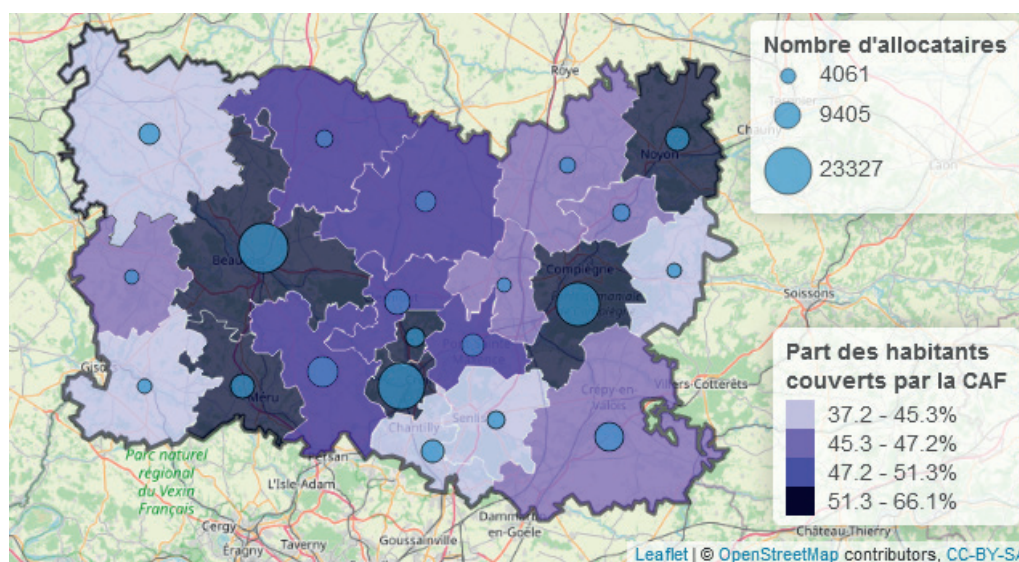 Nombre d'allocataires
4061
9405
23327
Roye
Chauny
Noyon
Laon
Beau
Compiègne
Soissons
Gisors
Méru
Chantilly
Senlis
Crépy-en-
Valois
Villers-Cotterêts
Part des habitants
couverts par la CAF
37.2 - 45.3%
45.3 - 47.2%
47.2 - 51.3%
51.3 - 66.1%
Parc naturel
régional
du Vexin
Français
Persan
L'Isle-Adam
Cergy
Éragny
Taverny
Goussainville
en-Goële
Château-Thierry
Leaflet | © OpenStreetMap contributors, CC-BY-SA